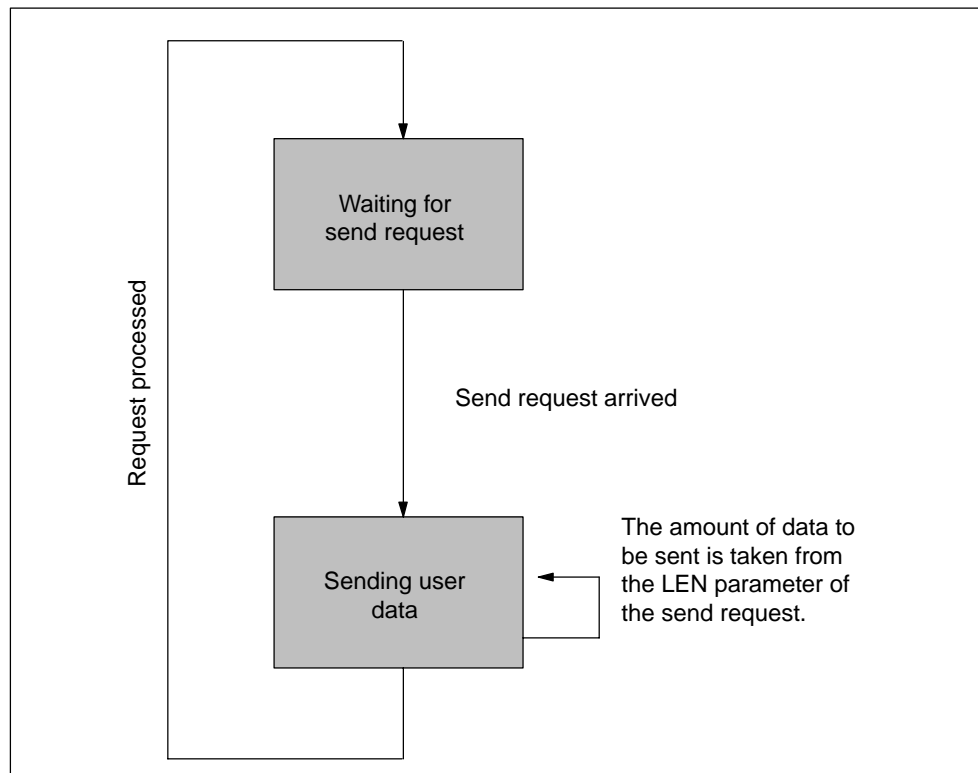 Waiting for
send request
Request processed
Send request arrived
The amount of data to
be sent is taken from
the LEN parameter of
the send request.
Sending user
data